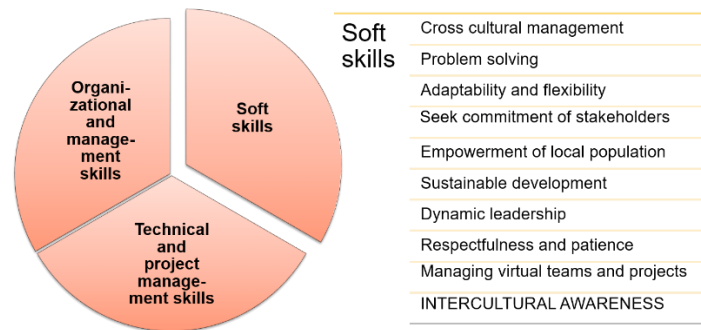 Organi-
zational
and
manage-
ment
skills
Soft
skills
Technical
and
project
manage-
ment skills
Soft
skills
Cross cultural management
Problem solving
Adaptability and flexibility
Seek commitment of stakeholders
Empowerment of local population
Sustainable development
Dynamic leadership
Respectfulness and patience
Managing virtual teams and projects
INTERCULTURAL AWARENESS